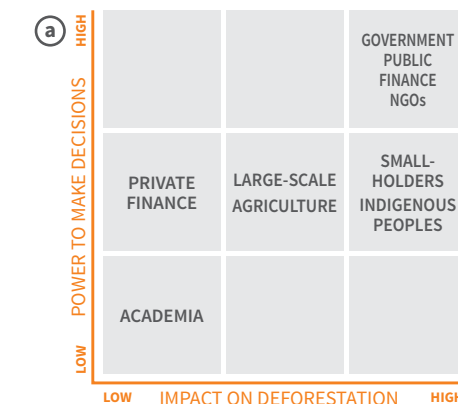 a
HIGH
POWER TO MAKE DECISIONS
LOW
GOVERNMENT
PUBLIC
FINANCE
NGOs
PRIVATE
FINANCE
LARGE-SCALE
AGRICULTURE
SMALL-
HOLDERS
INDIGENOUS
PEOPLES
ACADEMIA
LOW
IMPACT ON DEFORESTATION
HIGH